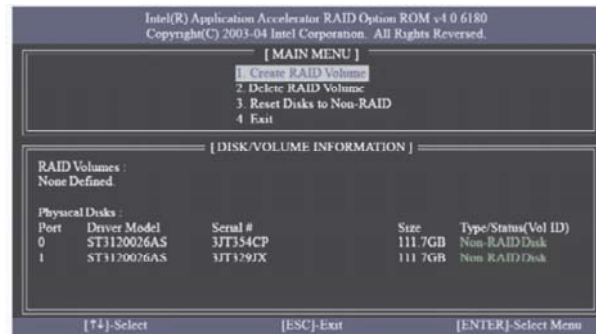 Intel(R) Application Accelerator RAID Option ROM v4 0 6180
Copyright(C) 2003-04 Intel Corporation. All Rights Reversed.
[ MAIN MENU ]
1. Create RAID Volume
2. Delete RAID Volume
3. Reset Disks to Non-RAID
4 Exit
[ DISK/VOLUME INFORMATION ]
RAID Volumes :
None Defined.
Physical Disks :
Port Driver Model Serial # Size Type/Status(Vol ID)
0 ST3120026AS 3JT354CP 111.7GB Non-RAID Disk
1 ST3120026AS 3JT329JX 111 7GB Non RAID Disk
[↑↓]-Select [ESC]-Exit [ENTER]-Select Menu